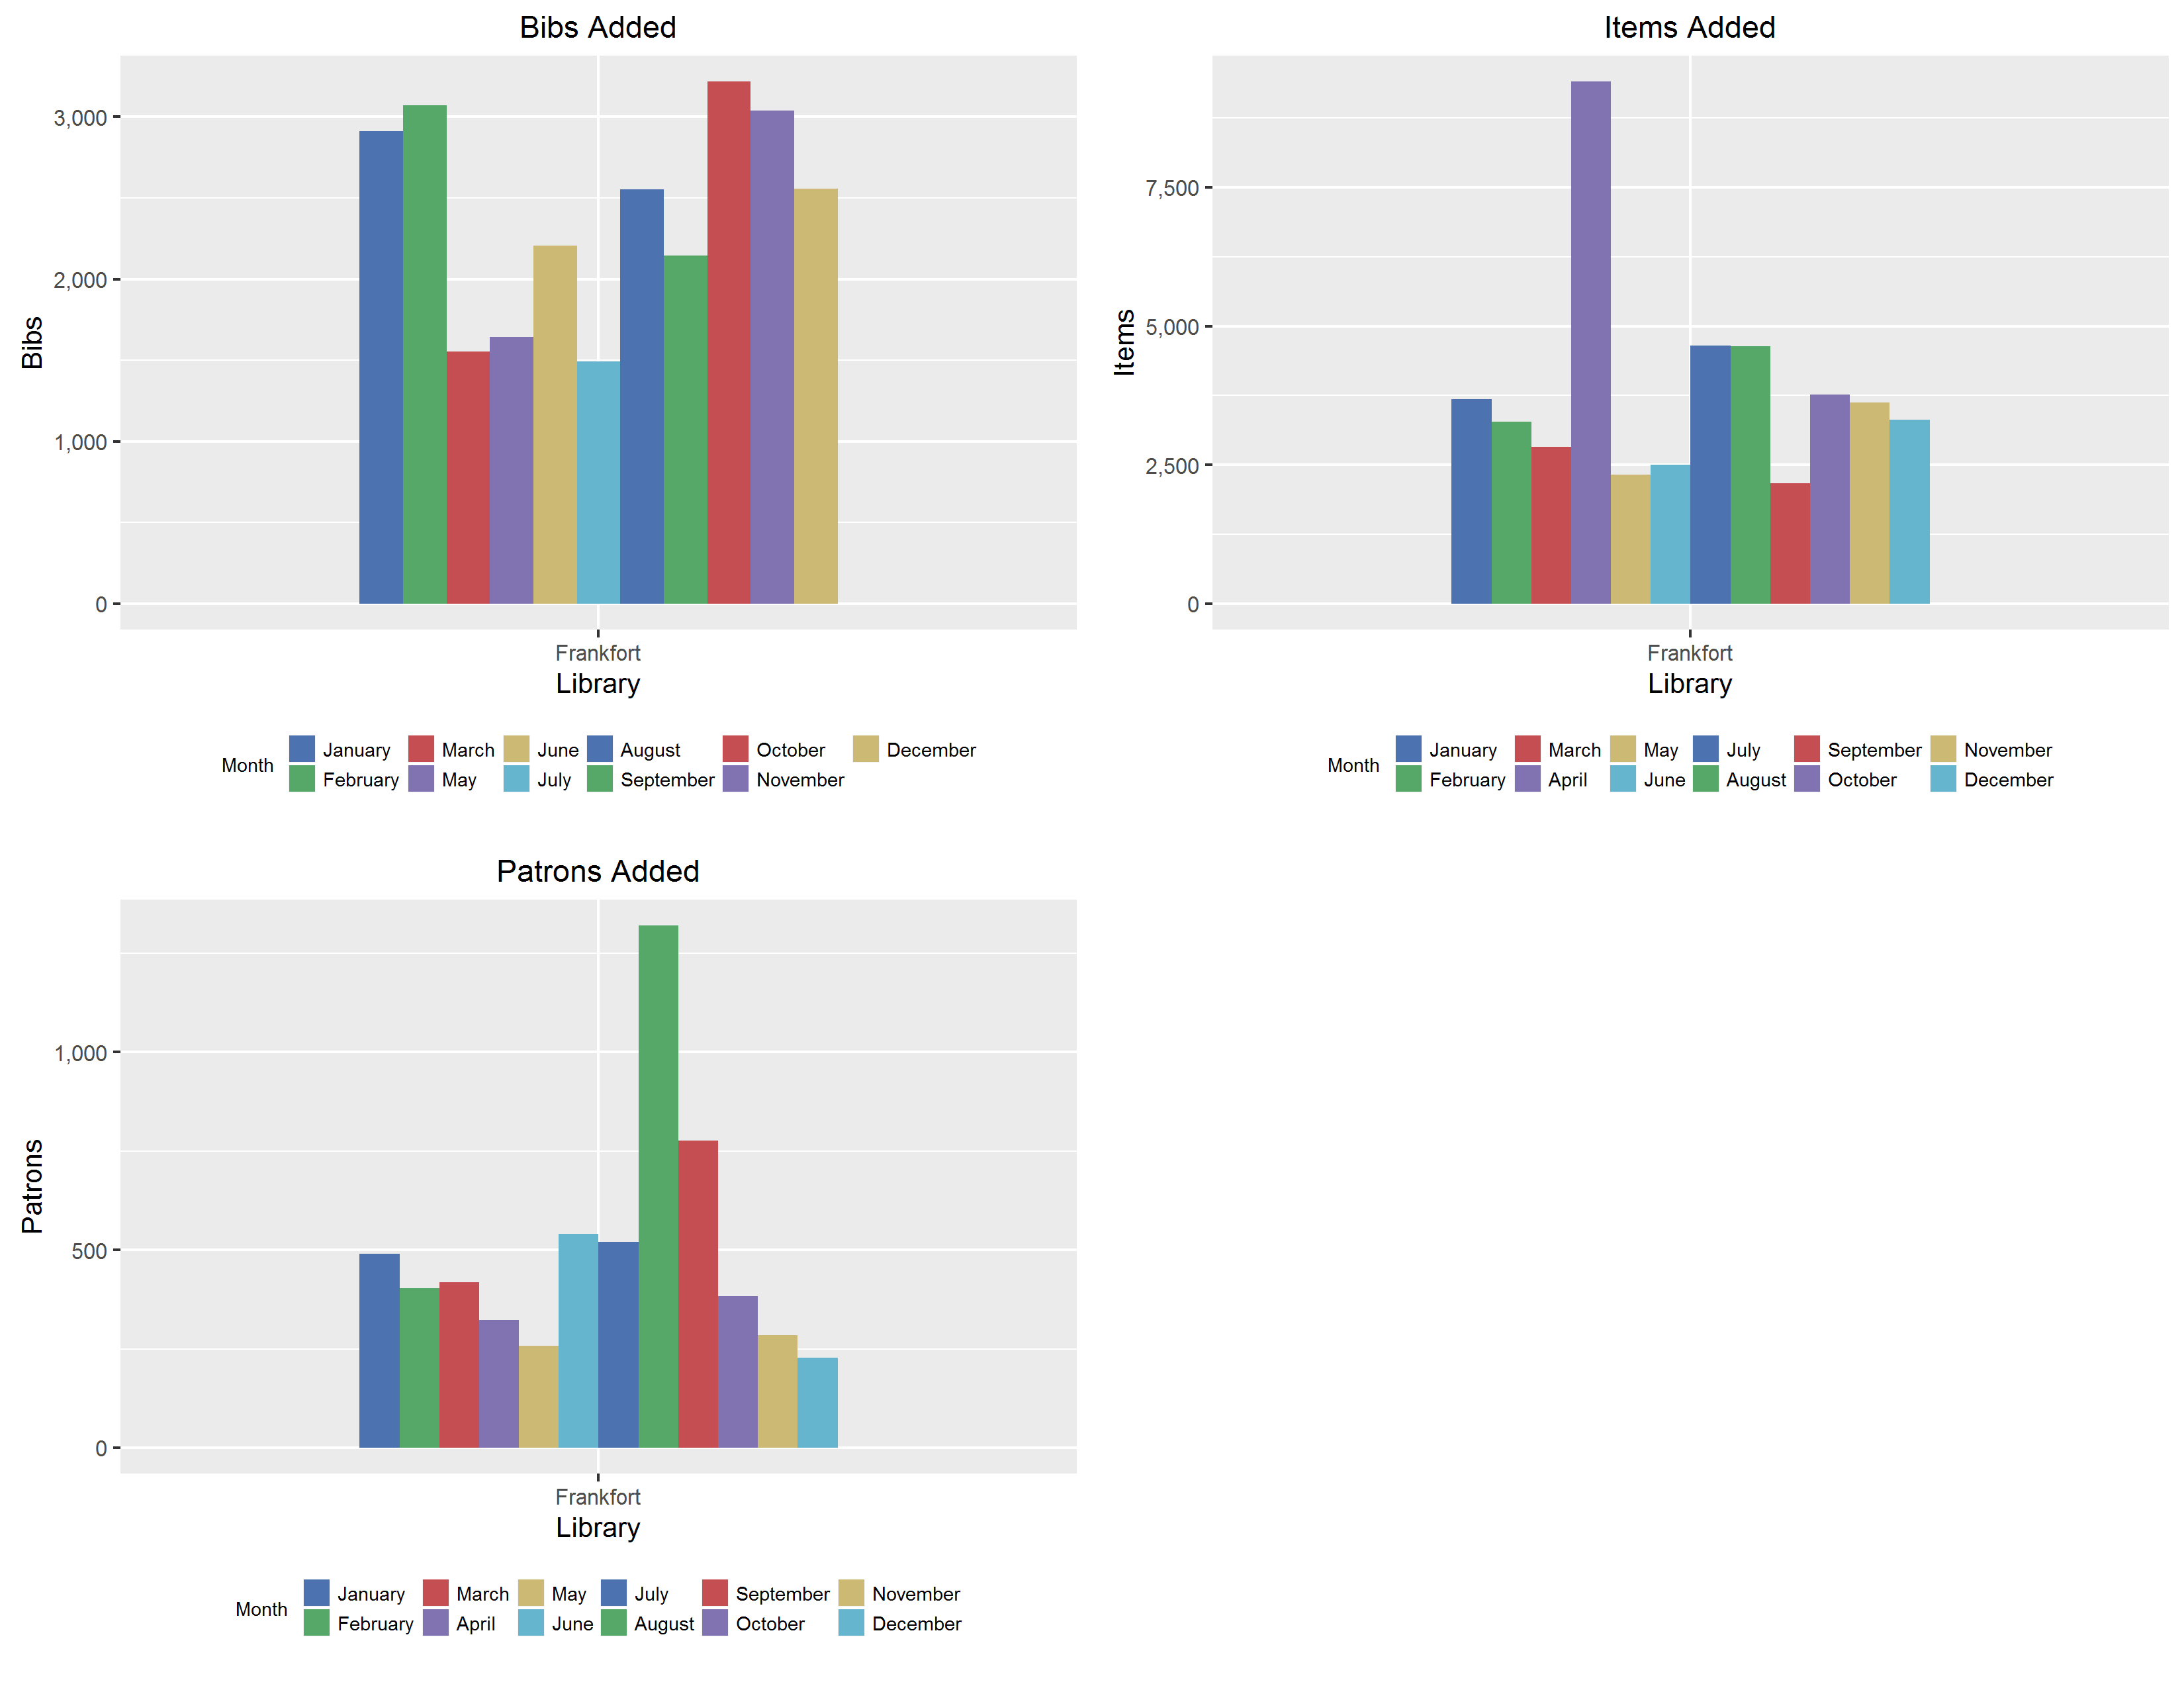 Bibs Added
3,000
2,000
1,000
0
Bibs
Frankfort
Library
Month
January March June August October December
February May July September November
Items Added
7,500
5,000
2,500
0
Items
Frankfort
Library
Month
January March May July September November
February April June August October December
Patrons Added
1,000
500
0
Patrons
Frankfort
Library
Month
January March May July September November
February April June August October December